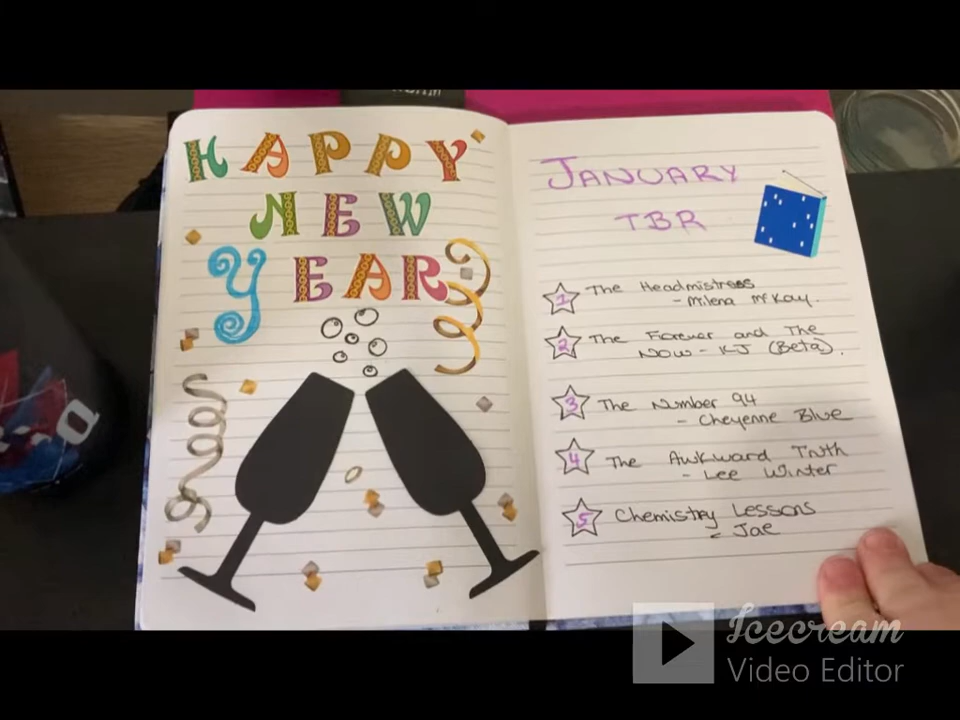 HAPPY
NEW
YEAR
JANUARY
TBR
1 The Headmistress
- Milena McKay.
2 The Forever and The
Now - KJ (Beta).
3 The Number 94
- Cheyenne Blue
4 The Awkward Truth
- Lee Winter
5 Chemistry Lessons
- Jae
Icecream
Video Editor